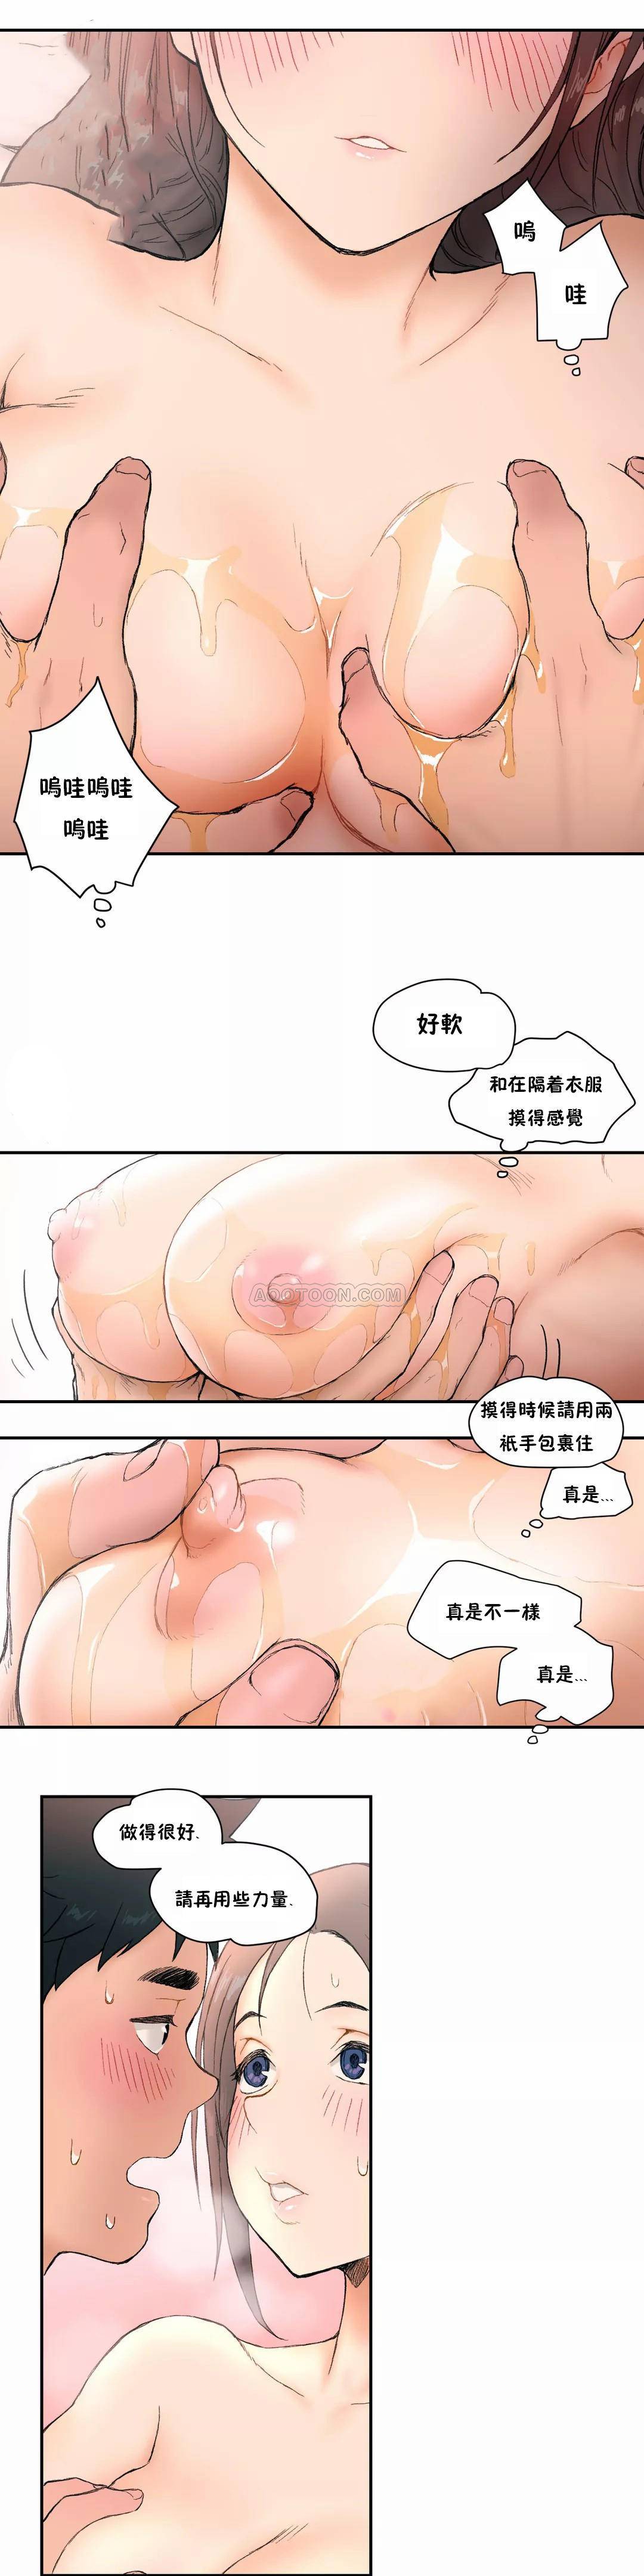 嗚
哇
嗚哇嗚哇
嗚哇
好軟
和在隔着衣服
摸得感覺
AOOTOON.COM
摸得時候請用兩
衹手包裹住
真是...
真是不一樣
真是...
做得很好.
請再用些力量.